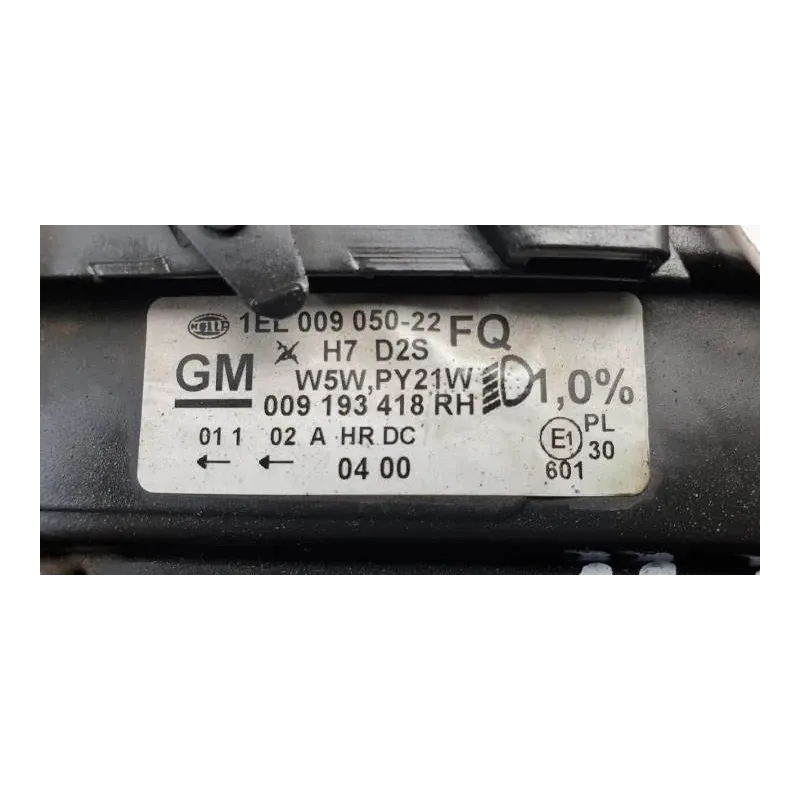 HELLA 1EL 009 050-22 FQ
GM H7 D2S
W5W, PY21W 1,0%
009 193 418 RH
01 1 02 A HR DC E1 PL
← ← 04 00 601 30